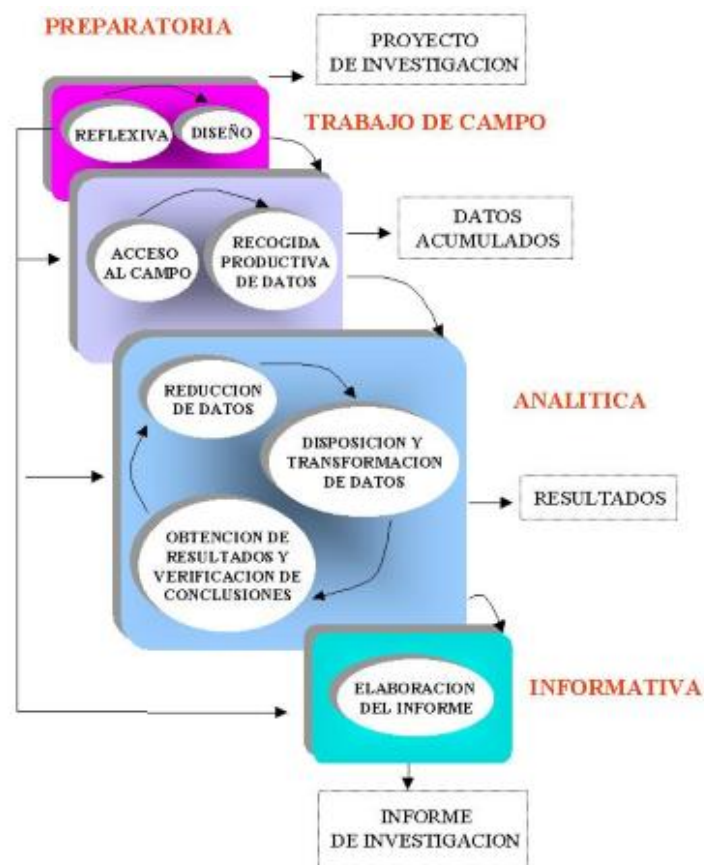 PREPARATORIA
PROYECTO
DE INVESTIGACION
REFLEXIVA
DISEÑO
TRABAJO DE CAMPO
ACCESO
AL CAMPO
RECOGIDA
PRODUCTIVA
DE DATOS
DATOS
ACUMULADOS
REDUCCION
DE DATOS
ANALITICA
DISPOSICION Y
TRANSFORMACION
DE DATOS
RESULTADOS
OBTENCION DE
RESULTADOS Y
VERIFICACION DE
CONCLUSIONES
ELABORACION
DEL INFORME
INFORMATIVA
INFORME
DE INVESTIGACION